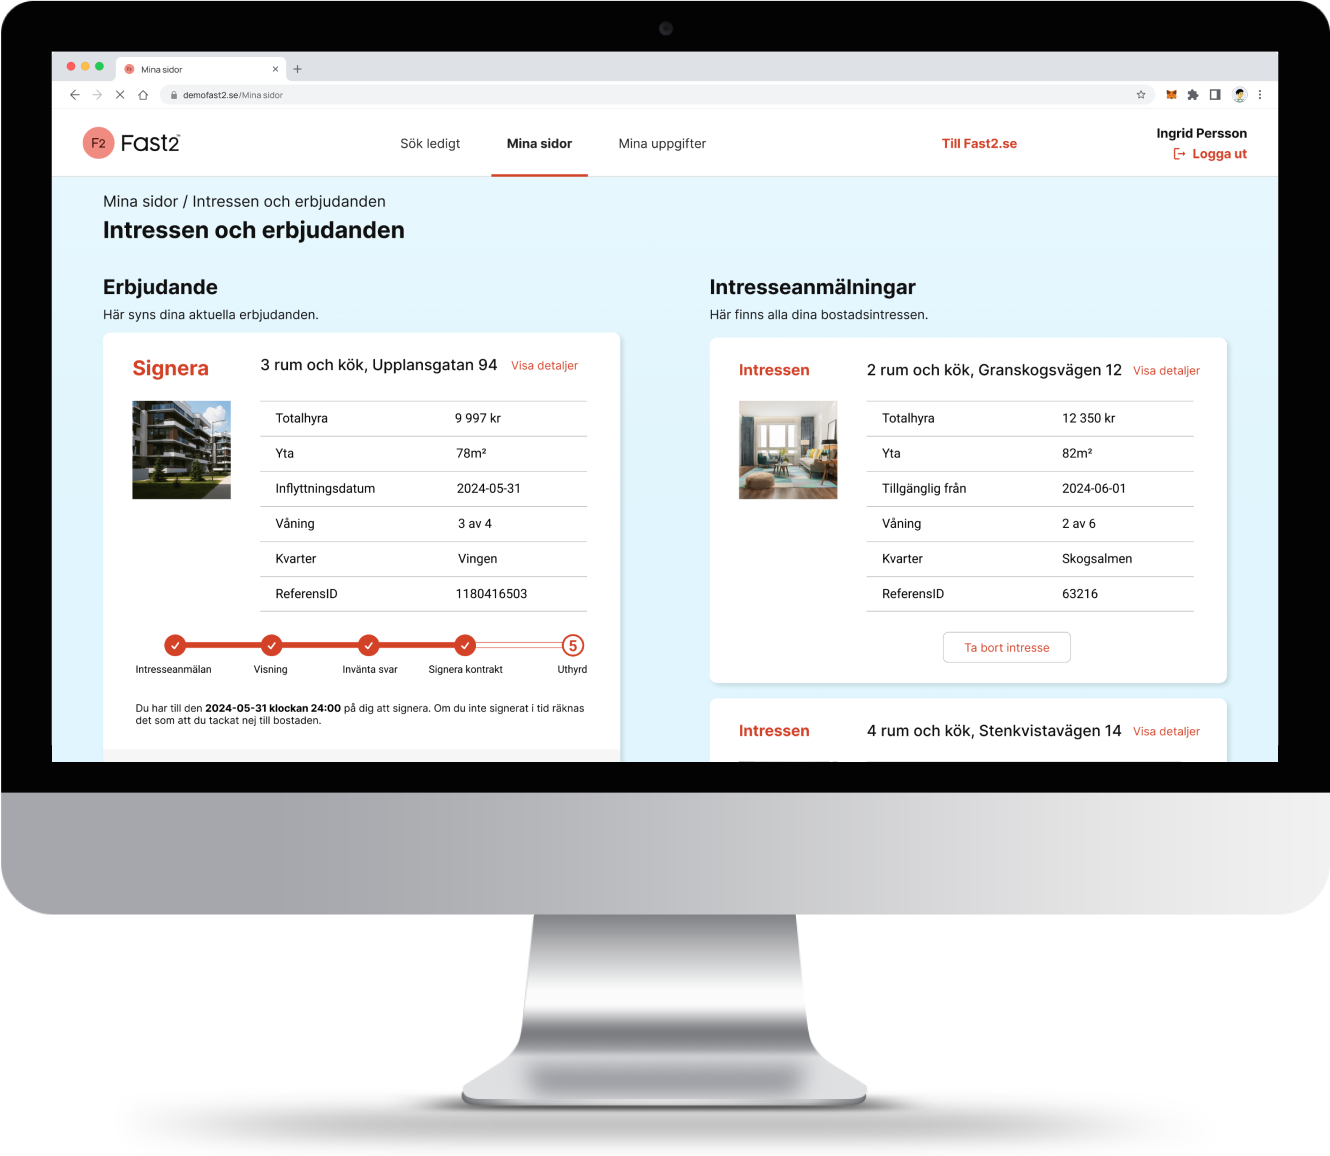 Mina sidor
demofast2.se/Mina sidor
F2 Fast2™
Sök ledigt
Mina sidor
Mina uppgifter
Till Fast2.se
Ingrid Persson
Logga ut
Mina sidor / Intressen och erbjudanden
Intressen och erbjudanden
Erbjudande
Här syns dina aktuella erbjudanden.
Signera
3 rum och kök, Upplansgatan 94 Visa detaljer
Totalhyra 9 997 kr
Yta 78m²
Inflyttningsdatum 2024-05-31
Våning 3 av 4
Kvarter Vingen
ReferensID 1180416503
5
Intresseanmälan Visning Invänta svar Signera kontrakt Uthyrd
Du har till den 2024-05-31 klockan 24:00 på dig att signera. Om du inte signerat i tid räknas
det som att du tackat nej till bostaden.
Intresseanmälningar
Här finns alla dina bostadsintressen.
Intressen
2 rum och kök, Granskogsvägen 12 Visa detaljer
Totalhyra 12 350 kr
Yta 82m²
Tillgänglig från 2024-06-01
Våning 2 av 6
Kvarter Skogsalmen
ReferensID 63216
Ta bort intresse
Intressen
4 rum och kök, Stenkvistavägen 14 Visa detaljer